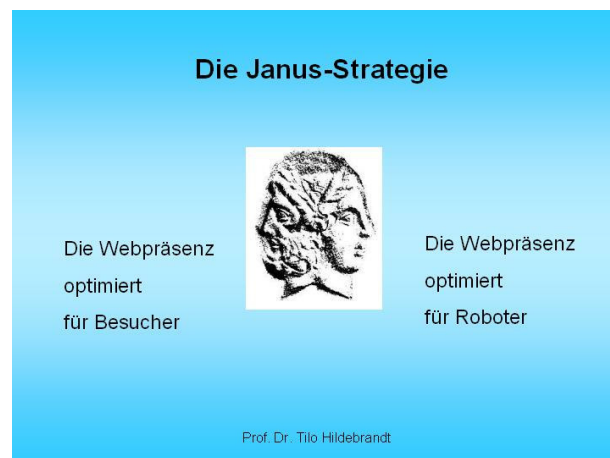 Die Janus-Strategie
Die Webpräsenz
optimiert
für Besucher
Die Webpräsenz
optimiert
für Roboter
Prof. Dr. Tilo Hildebrandt